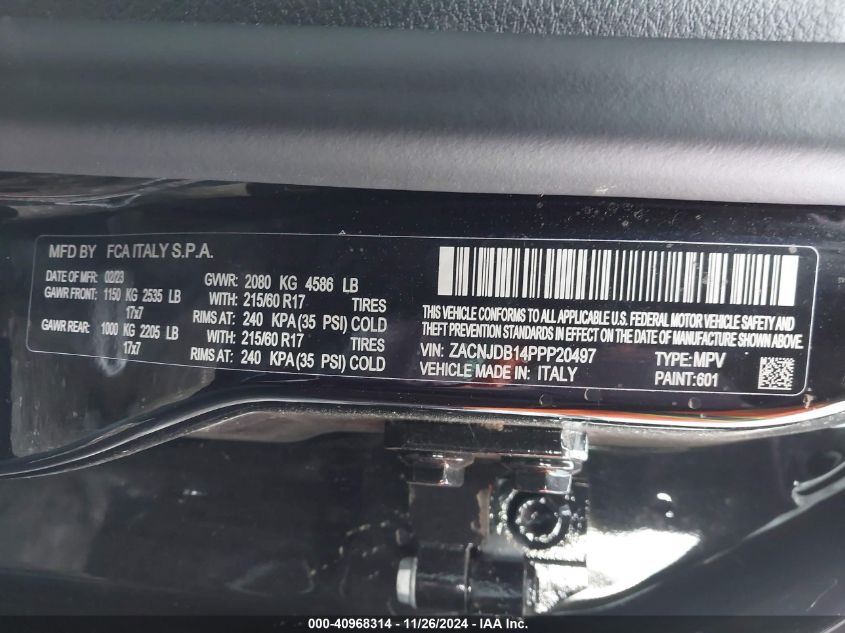 MFD BY FCA ITALY S.P.A.
DATE OF MFR: 02/23 GVWR: 2080 KG 4586 LB
GAWR FRONT: 1150 KG 2535 LB WITH: 215/60 R17 TIRES
17x7 RIMS AT: 240 KPA (35 PSI) COLD
GAWR REAR: 1000 KG 2205 LB WITH: 215/60 R17 TIRES
17x7 RIMS AT: 240 KPA (35 PSI) COLD
THIS VEHICLE CONFORMS TO ALL APPLICABLE U.S. FEDERAL MOTOR VEHICLE SAFETY AND
THEFT PREVENTION STANDARDS IN EFFECT ON THE DATE OF MANUFACTURE SHOWN ABOVE.
VIN: ZACNJDB14PPP20497 TYPE: MPV
VEHICLE MADE IN: ITALY PAINT: 601
000-40968314 - 11/26/2024 - IAA Inc.